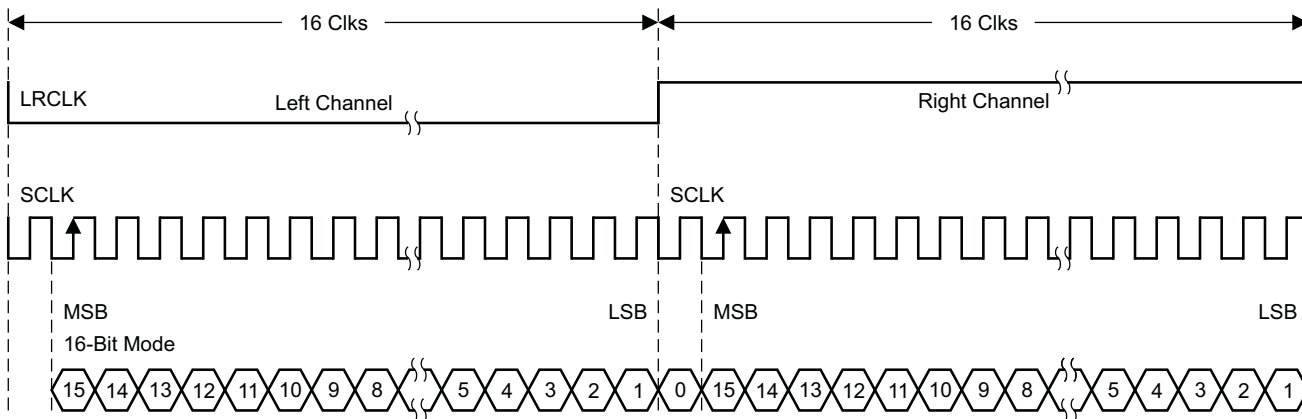 16 Clks 16 Clks
LRCLK Left Channel Right Channel
SCLK SCLK
MSB LSB MSB LSB
16-Bit Mode
15 14 13 12 11 10 9 8 5 4 3 2 1 0 15 14 13 12 11 10 9 8 5 4 3 2 1